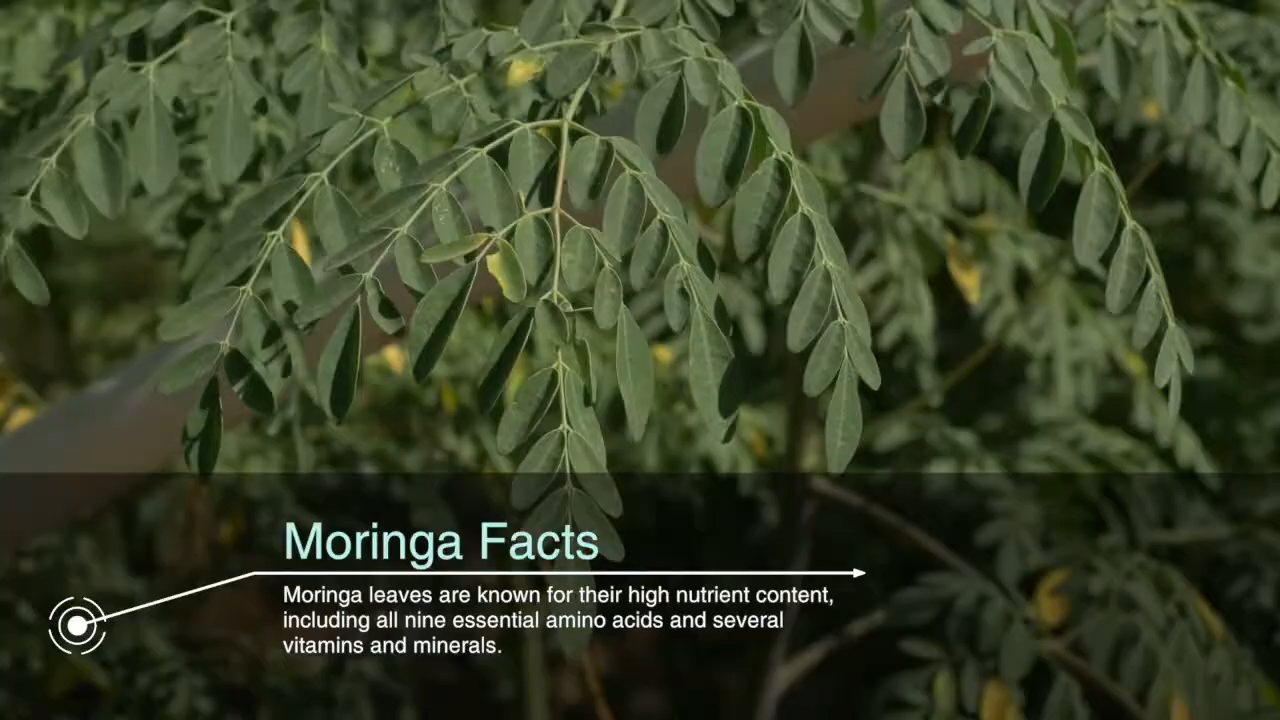 Moringa Facts
Moringa leaves are known for their high nutrient content,
including all nine essential amino acids and several
vitamins and minerals.